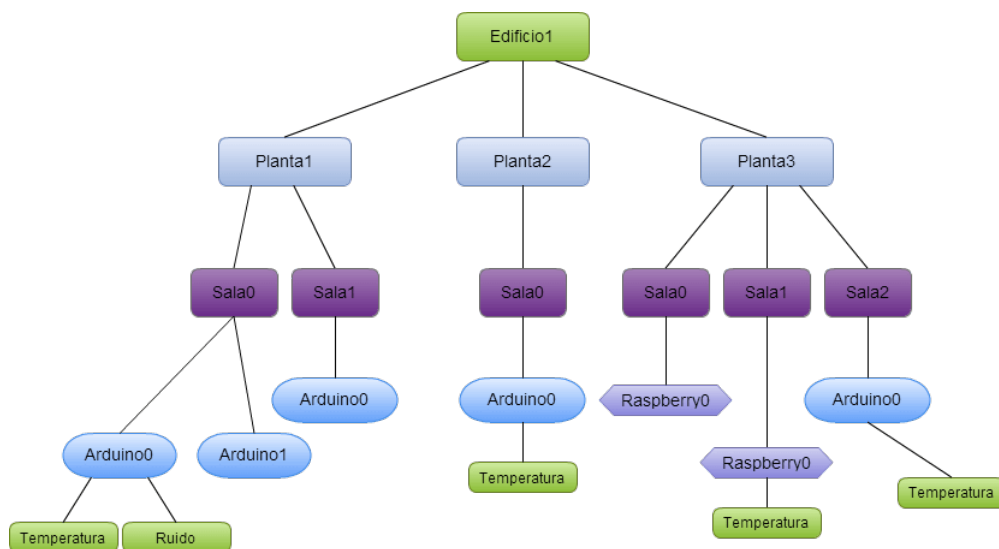 Edificio1
Planta1
Planta2
Planta3
Sala0
Sala1
Sala0
Sala0
Sala1
Sala2
Arduino0
Arduino0
Raspberry0
Arduino0
Arduino0
Arduino1
Raspberry0
Temperatura
Temperatura
Temperatura
Ruido
Temperatura